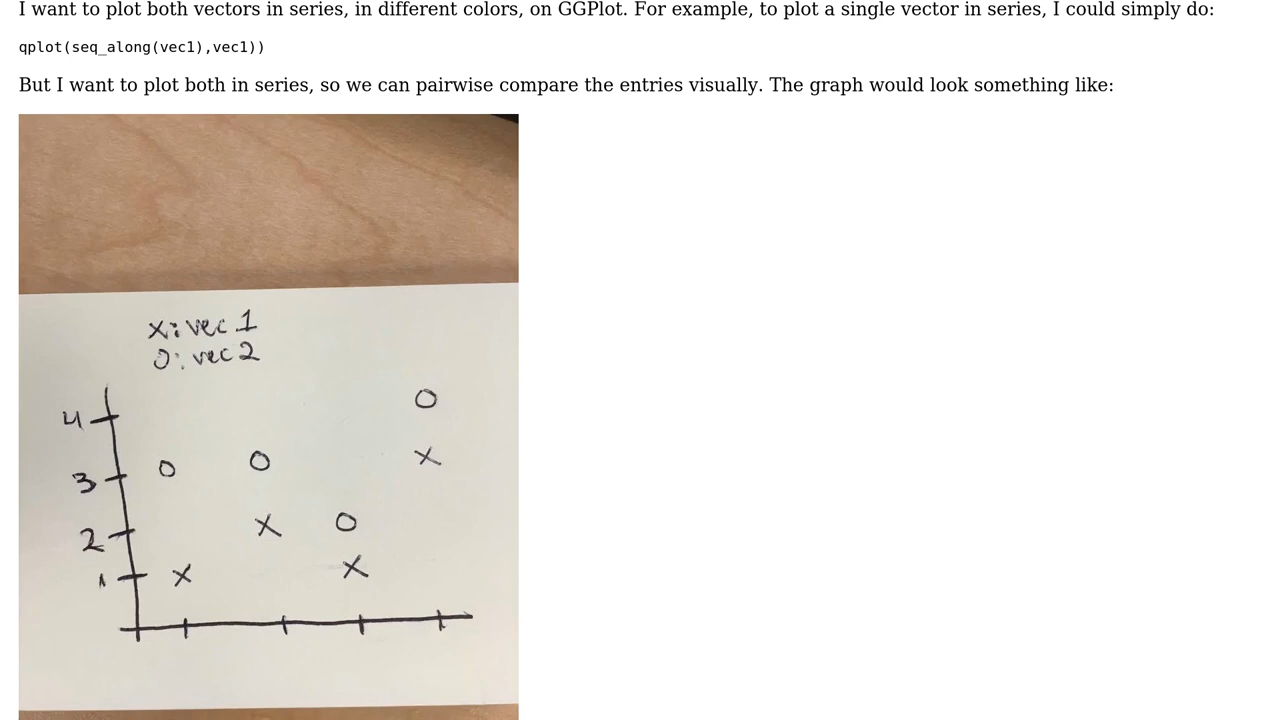 I want to plot both vectors in series, in different colors, on GGPlot. For example, to plot a single vector in series, I could simply do:
qplot(seq_along(vec1),vec1))
But I want to plot both in series, so we can pairwise compare the entries visually. The graph would look something like:
x: vec 1
O: vec 2
4
3
2
1